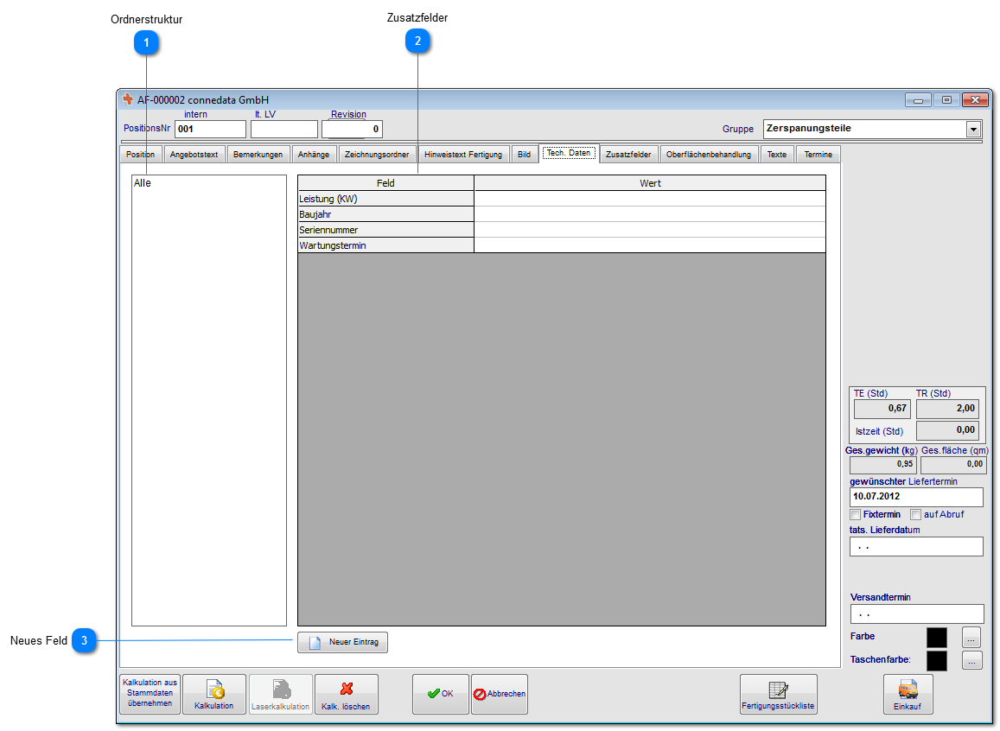 Ordnerstruktur
1
Zusatzfelder
2
AF-000002 connedata GmbH
intern
lt. LV
Revision
PositionsNr 001 0
Gruppe Zerspanungsteile
Position Angebotstext Bemerkungen Anhänge Zeichnungsordner Hinweistext Fertigung Bild Tech. Daten Zusatzfelder Oberflächenbehandlung Texte Termine
Alle
Feld Wert
Leistung (KW)
Baujahr
Seriennummer
Wartungstermin
TE (Std) TR (Std)
0,67 2,00
Istzeit (Std) 0,00
Ges.gewicht (kg) Ges.fläche (qm)
0,95 0,00
gewünschter Liefertermin
10.07.2012
Fixtermin auf Abruf
tats. Lieferdatum
. .
Versandtermin
. .
Farbe ...
Taschenfarbe: ...
Neues Feld 3
Neuer Eintrag
Kalkulation aus
Stammdaten
übernehmen
Kalkulation
Laserkalkulation
Kalk. löschen
OK
Abbrechen
Fertigungsstückliste
Einkauf